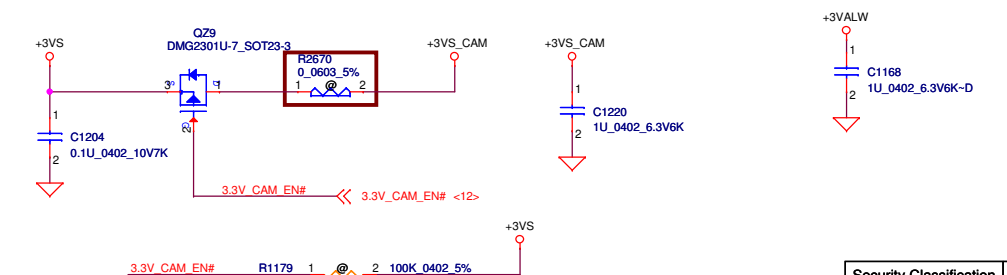 +3VALW
+3VS
QZ9
DMG2301U-7_SOT23-3
+3VS_CAM
+3VS_CAM
R2670
0_0603_5%
1
3
S
D
1
1
@
2
C1168
1
1
2
1U_0402_6.3V6K~D
C1220
1U_0402_6.3V6K
1
G
2
2
C1204
0.1U_0402_10V7K
2
3.3V_CAM_EN#
3.3V_CAM_EN# <12>
+3VS
3.3V_CAM_EN# R1179 1 @ 2 100K_0402_5%
Security Classification